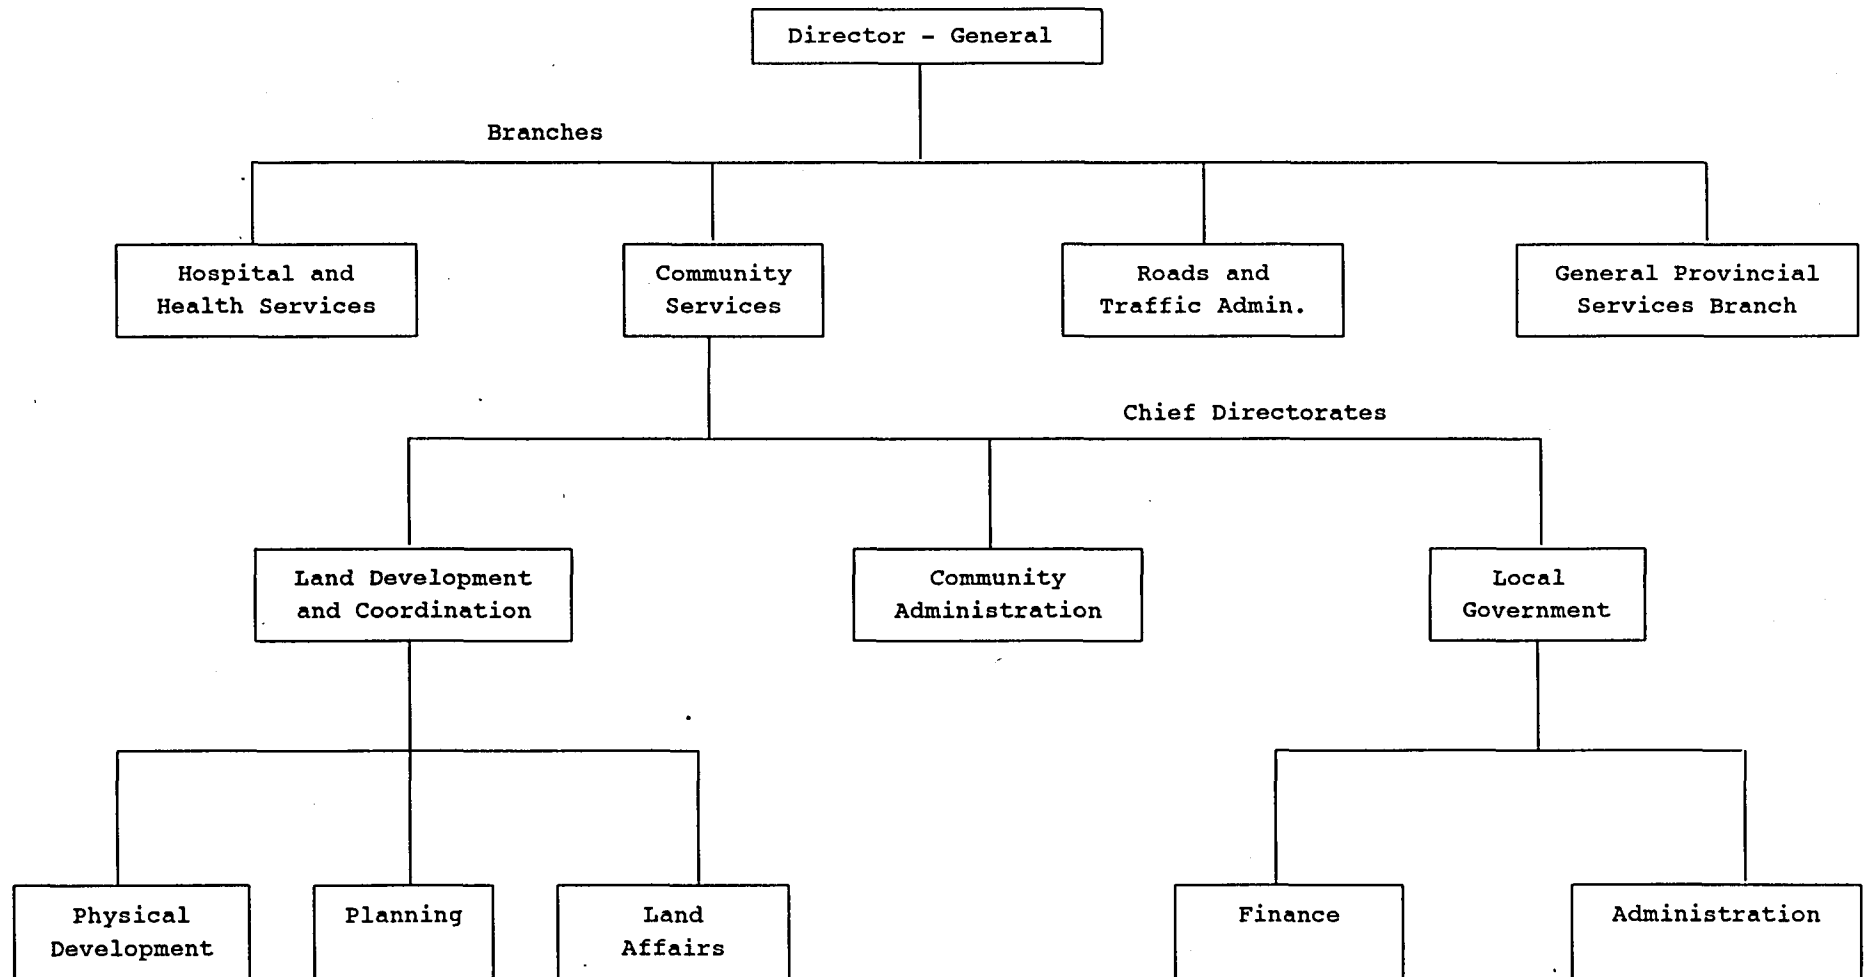 Director - General
Branches
Hospital and
Health Services
Community
Services
Roads and
Traffic Admin.
General Provincial
Services Branch
Chief Directorates
Land Development
and Coordination
Community
Administration
Local
Government
Physical
Development
Planning
Land
Affairs
Finance
Administration